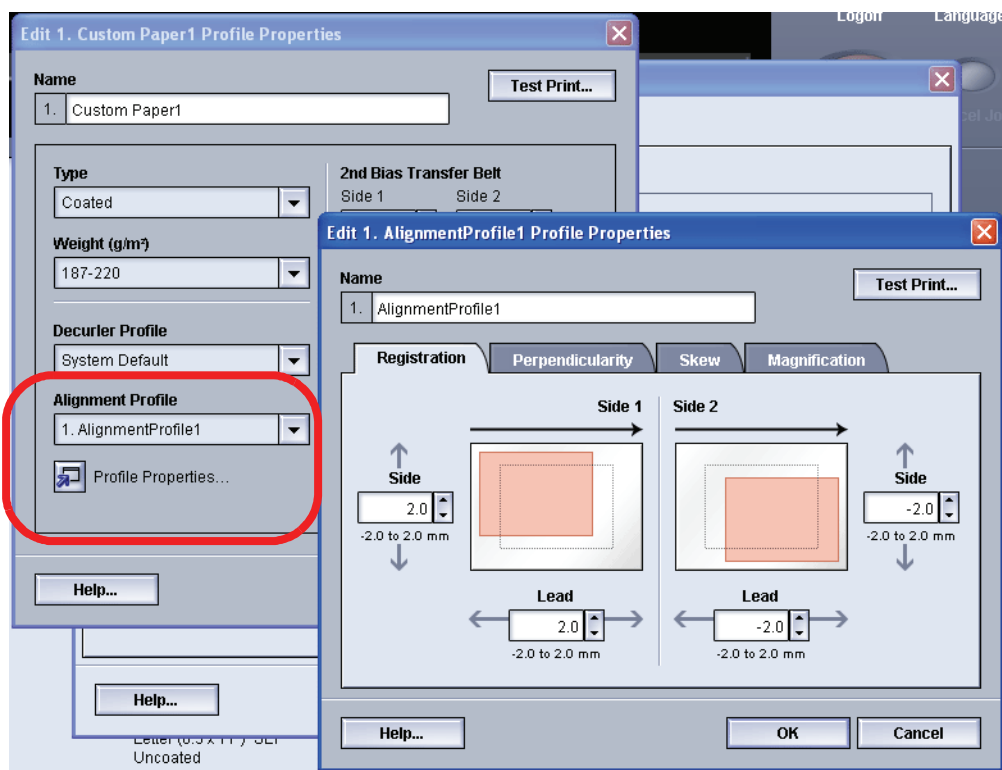 Logon Language
Edit 1. Custom Paper1 Profile Properties
Name
Test Print...
1. Custom Paper1
Type
Coated
Weight (g/m²)
187-220
Decurler Profile
System Default
Alignment Profile
1. AlignmentProfile1
Profile Properties...
Help...
2nd Bias Transfer Belt
Side 1 Side 2
Edit 1. AlignmentProfile1 Profile Properties
Name
Test Print...
1. AlignmentProfile1
Registration Perpendicularity Skew Magnification
Side 1 Side 2
Side
2.0
-2.0 to 2.0 mm
Side
-2.0
-2.0 to 2.0 mm
Lead
2.0
-2.0 to 2.0 mm
Lead
-2.0
-2.0 to 2.0 mm
Help... OK Cancel
Help...
Uncoated